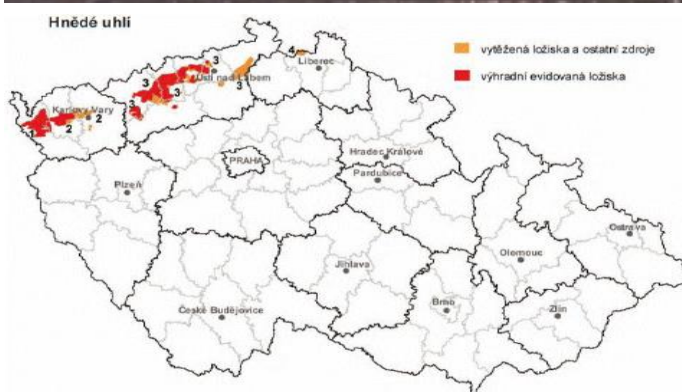 Hnědé uhlí
vytěžená ložiska a ostatní zdroje
výhradní evidovaná ložiska
4
Liberec
3
Ústí nad Labem
3
3
3
3
Karlovy Vary
2
2
1
PRAHA
Hradec Králové
Pardubice
Plzeň
Ostrava
Olomouc
Jihlava
Brno
Zlín
České Budějovice